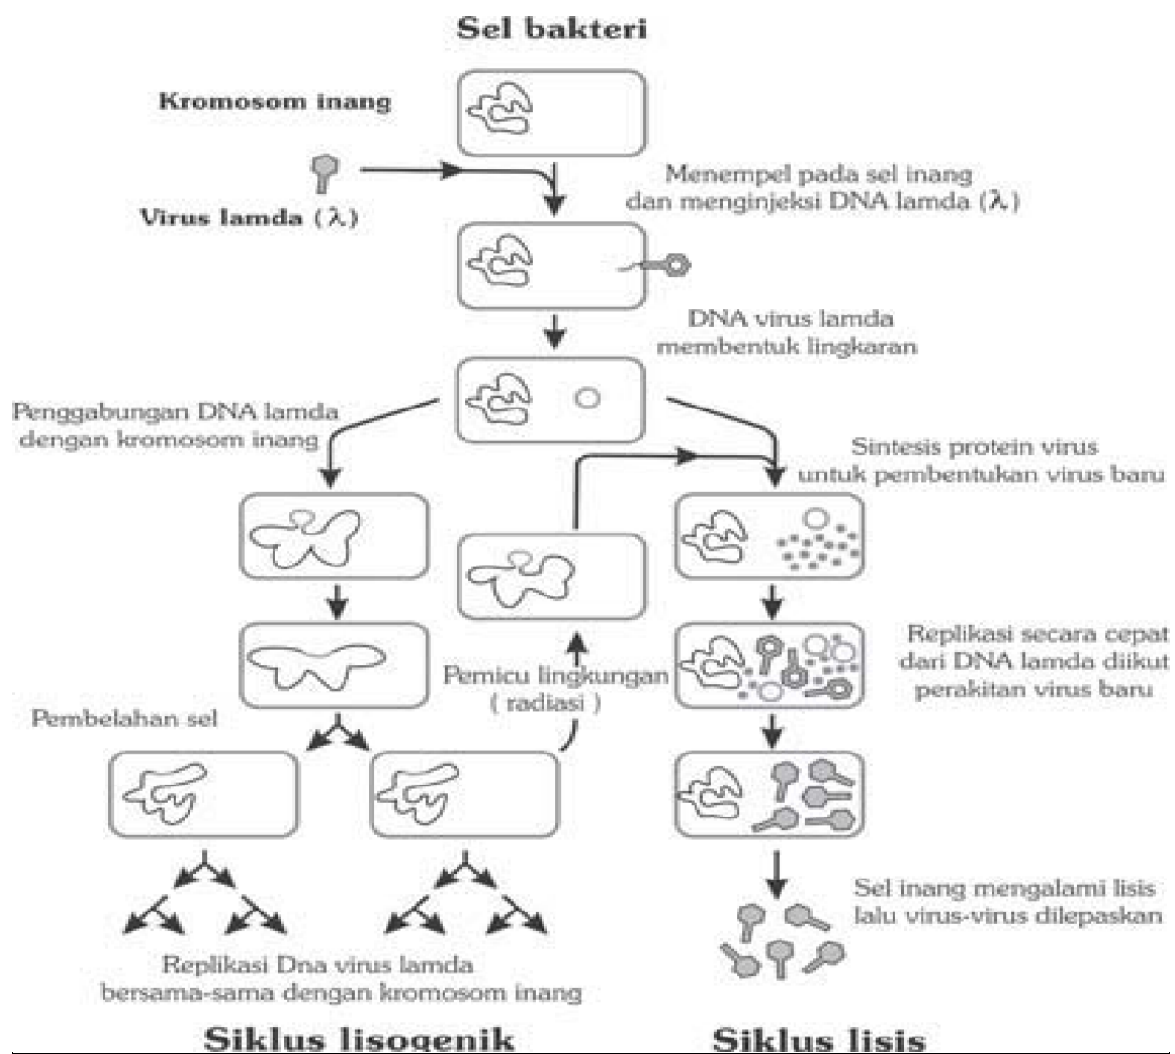 Sel bakteri
Kromosom inang
Virus lamda (λ)
Menempel pada sel inang
dan menginjeksi DNA lamda (λ)
DNA virus lamda
membentuk lingkaran
Penggabungan DNA lamda
dengan kromosom inang
Sintesis protein virus
untuk pembentukan virus baru
Replikasi secara cepat
dari DNA lamda diikut
perakitan virus baru
Pemicu lingkungan
( radiasi )
Pembelahan sel
Sel inang mengalami lisis
lalu virus-virus dilepaskan
Replikasi Dna virus lamda
bersama-sama dengan kromosom inang
Siklus lisogenik
Siklus lisis